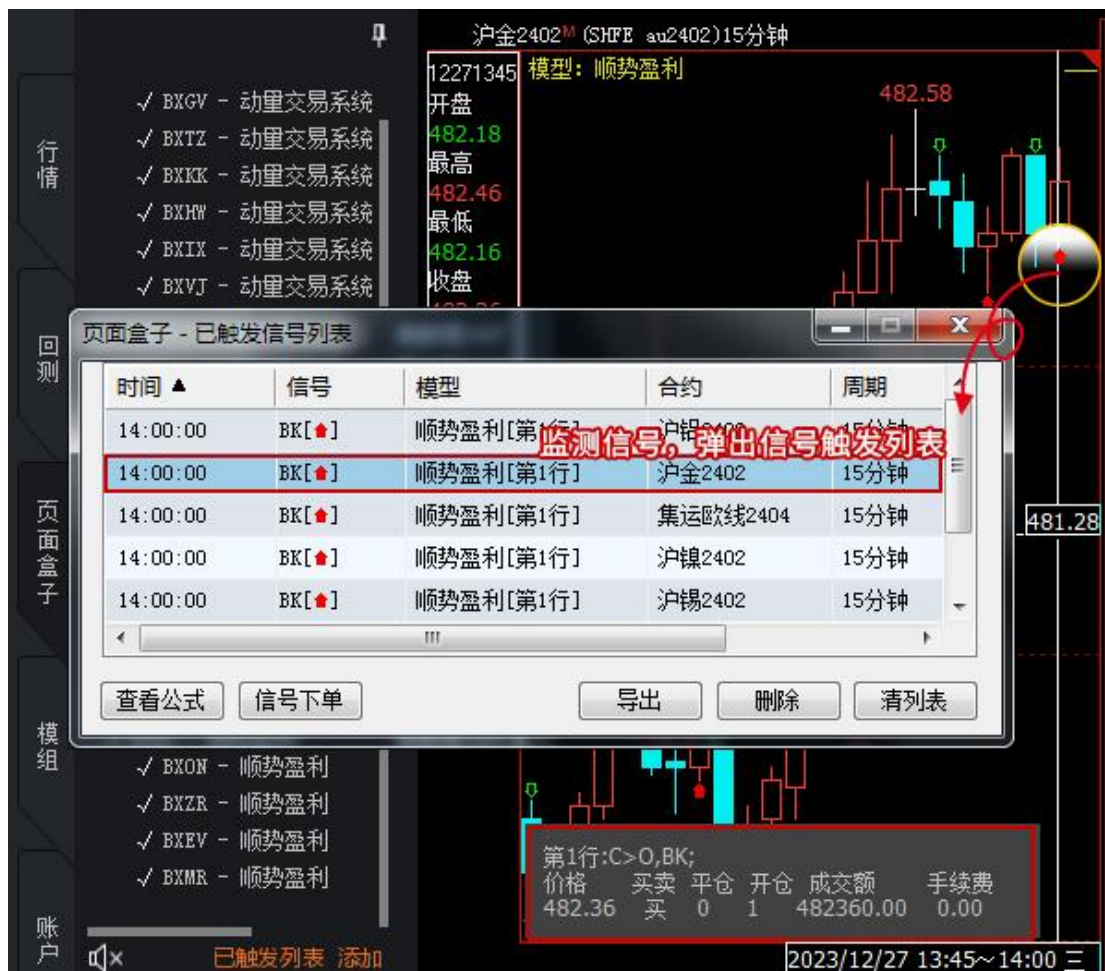 沪金2402M (SHFE au2402)15分钟
行情
回测
页面盒子
模组
账户
✓ BXGV - 动量交易系统
✓ BXTZ - 动量交易系统
✓ BXKK - 动量交易系统
✓ BXHW - 动量交易系统
✓ BXIX - 动量交易系统
✓ BXVJ - 动量交易系统
12271345
开盘
482.18
最高
482.46
最低
482.16
收盘
模型: 顺势盈利
482.58
页面盒子 - 已触发信号列表
时间 ▲ 信号 模型 合约 周期
14:00:00 BK[⬆] 顺势盈利[第
监测信号，弹出信号触发列表
14:00:00 BK[⬆] 顺势盈利[第1行] 沪金2402 15分钟
14:00:00 BK[⬆] 顺势盈利[第1行] 集运欧线2404 15分钟
14:00:00 BK[⬆] 顺势盈利[第1行] 沪镍2402 15分钟
14:00:00 BK[⬆] 顺势盈利[第1行] 沪锡2402 15分钟
查看公式 信号下单 导出 删除 清列表
481.28
✓ BXON - 顺势盈利
✓ BXZR - 顺势盈利
✓ BXEV - 顺势盈利
✓ BXMR - 顺势盈利
已触发列表 添加
第1行:C>O,BK;
价格 买卖 平仓 开仓 成交额 手续费
482.36 买 0 1 482360.00 0.00
2023/12/27 13:45~14:00 三